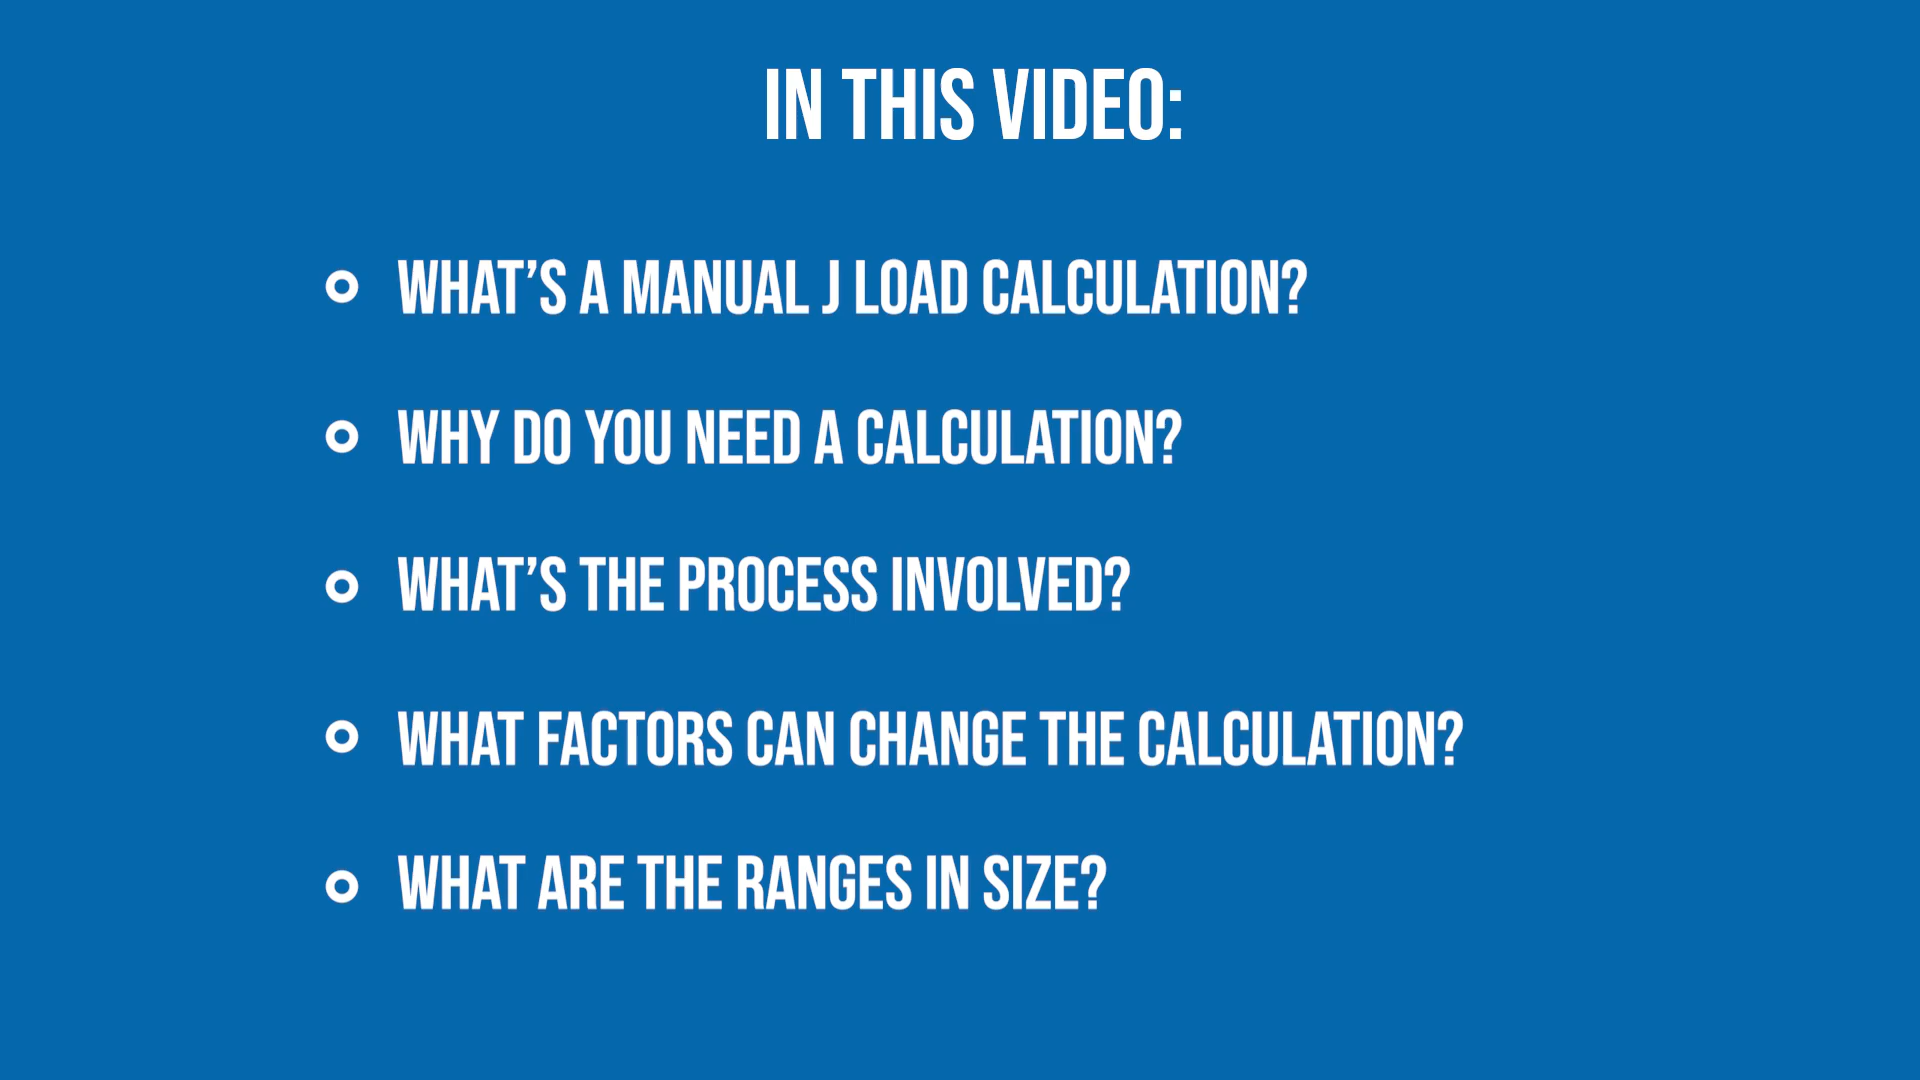 IN THIS VIDEO:
WHAT'S A MANUAL J LOAD CALCULATION?
WHY DO YOU NEED A CALCULATION?
WHAT'S THE PROCESS INVOLVED?
WHAT FACTORS CAN CHANGE THE CALCULATION?
WHAT ARE THE RANGES IN SIZE?